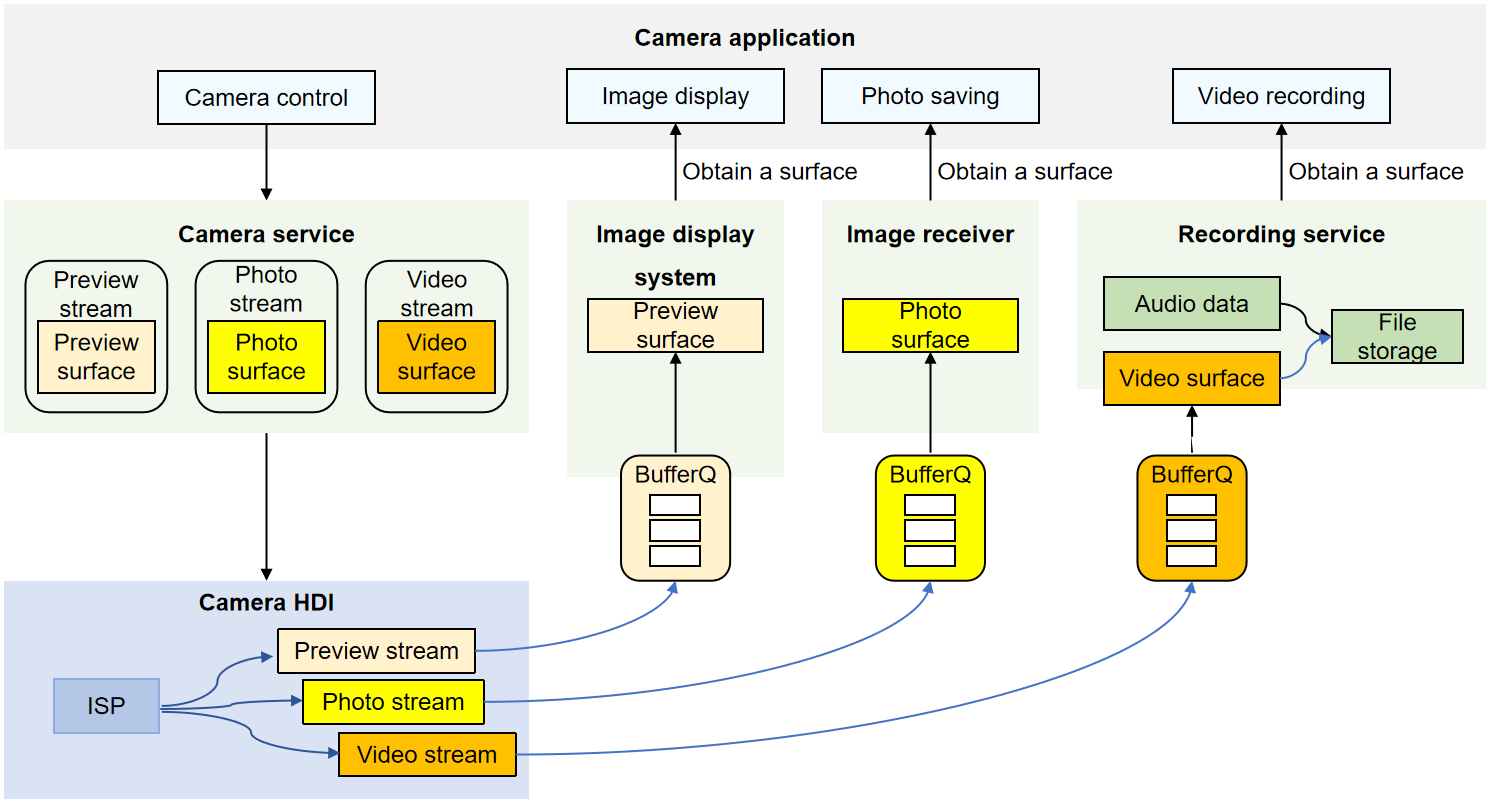 Camera application
Camera control
Image display
Photo saving
Video recording
Obtain a surface
Obtain a surface
Obtain a surface
Camera service
Preview
stream
Preview
surface
Photo
stream
Photo
surface
Video
stream
Video
surface
Image display
system
Preview
surface
BufferQ
Image receiver
Photo
surface
BufferQ
Recording service
Audio data
File
storage
Video surface
BufferQ
Camera HDI
ISP
Preview stream
Photo stream
Video stream